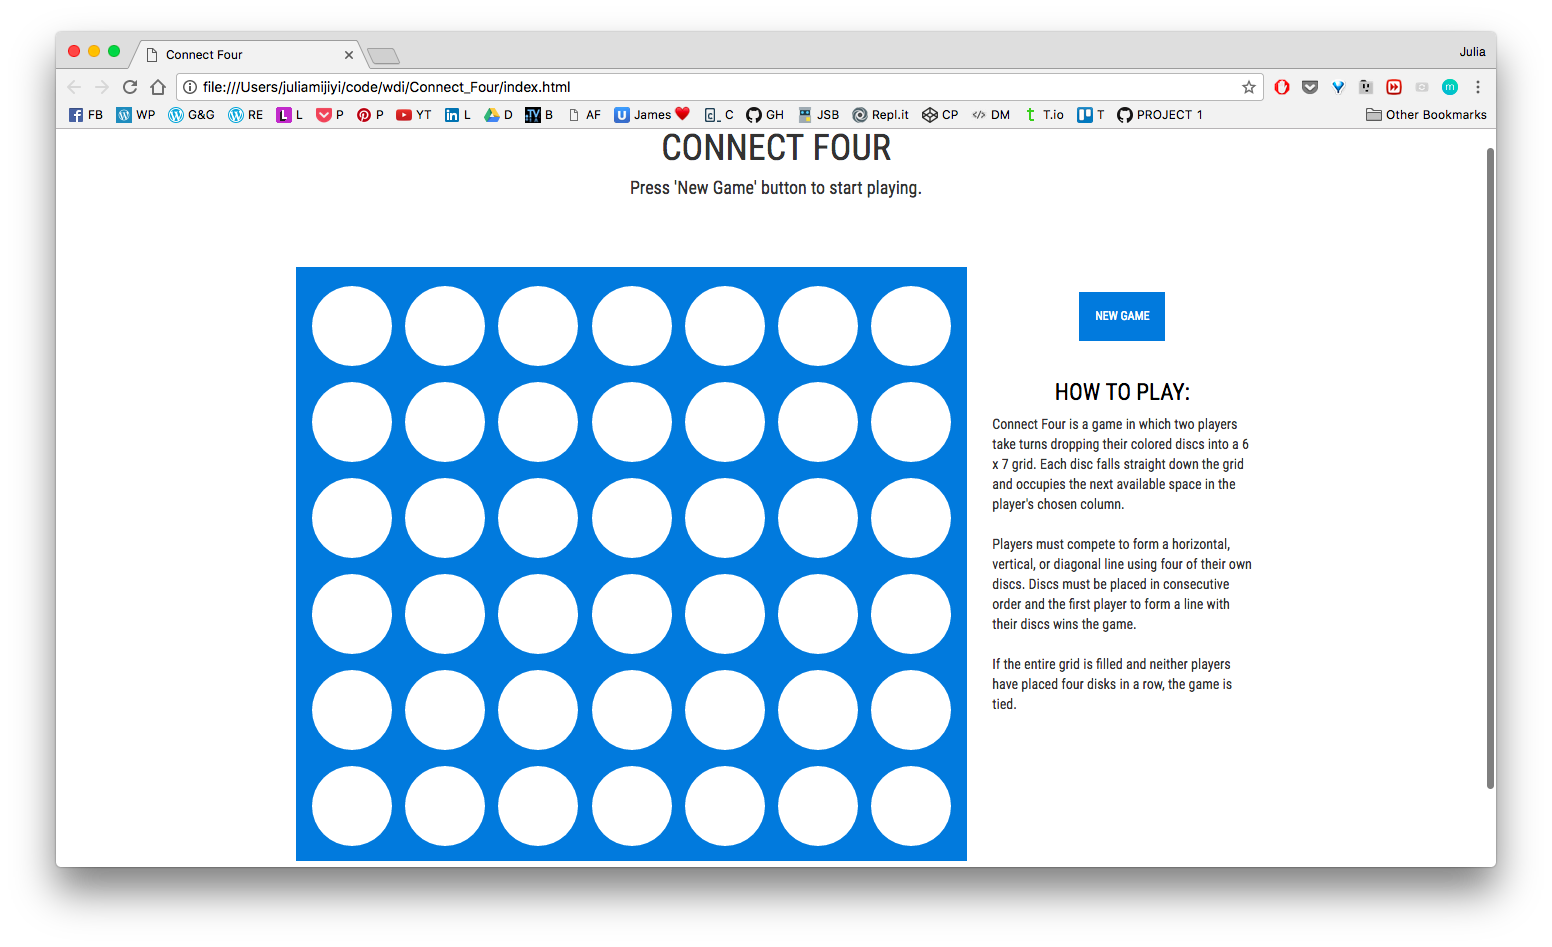 Connect Four
Julia
file:///Users/juliamijiyi/code/wdi/Connect_Four/index.html
FB WP G&G RE L P P YT L D B AF James C GH JSB Repl.it CP DM T.io T PROJECT 1 Other Bookmarks
CONNECT FOUR
Press 'New Game' button to start playing.
NEW GAME
HOW TO PLAY:
Connect Four is a game in which two players
take turns dropping their colored discs into a 6
x 7 grid. Each disc falls straight down the grid
and occupies the next available space in the
player's chosen column.
Players must compete to form a horizontal,
vertical, or diagonal line using four of their own
discs. Discs must be placed in consecutive
order and the first player to form a line with
their discs wins the game.
If the entire grid is filled and neither players
have placed four disks in a row, the game is
tied.